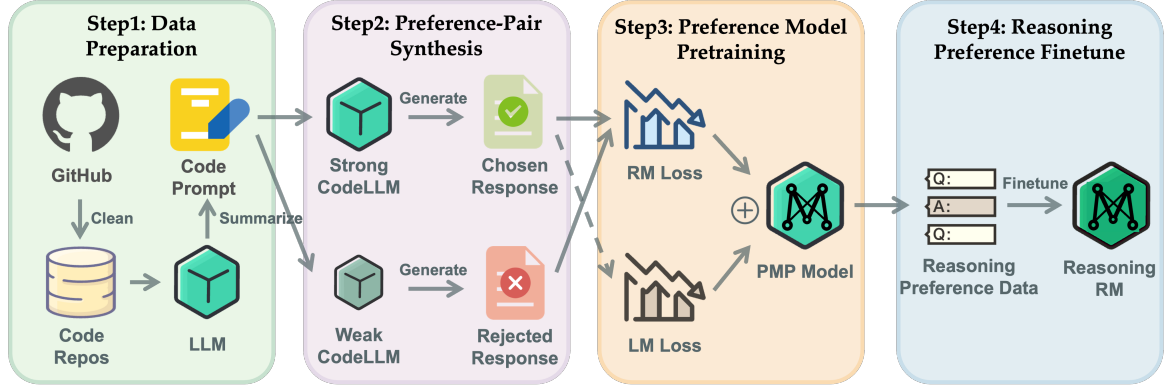 Step1: Data
Preparation
GitHub
Clean
Code
Repos
LLM
Summarize
Code
Prompt
Step2: Preference-Pair
Synthesis
Strong
CodeLLM
Generate
Chosen
Response
Weak
CodeLLM
Generate
Rejected
Response
Step3: Preference Model
Pretraining
RM Loss
LM Loss
PMP Model
Step4: Reasoning
Preference Finetune
Q:
A:
Q:
Reasoning
Preference Data
Finetune
Reasoning
RM